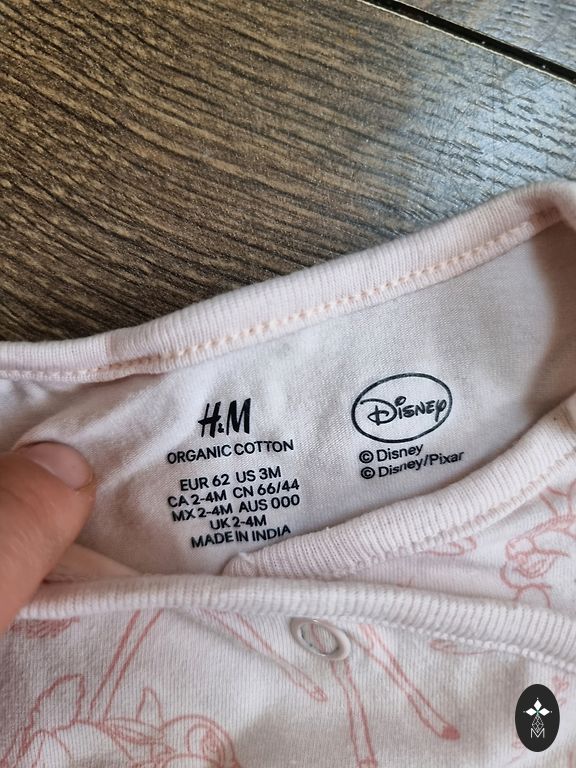 H&M
ORGANIC COTTON
EUR 62 US 3M
CA 2-4M CN 66/44
MX 2-4M AUS 000
UK 2-4M
MADE IN INDIA
Disney
© Disney
© Disney/Pixar
M